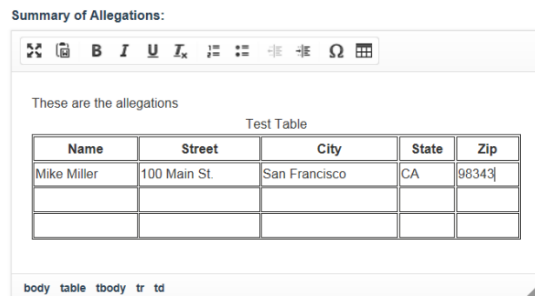 Summary of Allegations:
B I U Ix Ω
These are the allegations
Test Table
Name Street City State Zip
Mike Miller 100 Main St. San Francisco CA 98343
body table tbody tr td